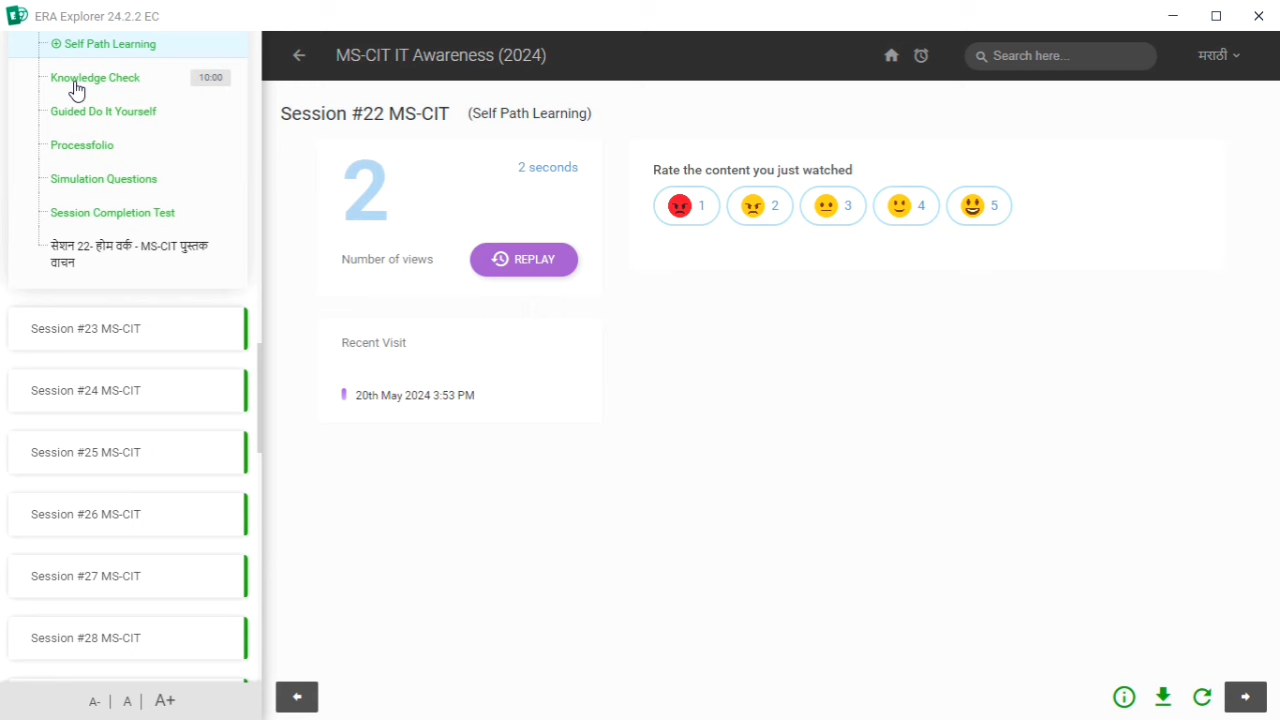 ERA Explorer 24.2.2 EC
Self Path Learning
Knowledge Check 10:00
Guided Do It Yourself
Processfolio
Simulation Questions
Session Completion Test
सेशन 22- होम वर्क - MS-CIT पुस्तक
वाचन
Session #23 MS-CIT
Session #24 MS-CIT
Session #25 MS-CIT
Session #26 MS-CIT
Session #27 MS-CIT
Session #28 MS-CIT
A- | A | A+
MS-CIT IT Awareness (2024)
Search here...
मराठी
Session #22 MS-CIT (Self Path Learning)
2
2 seconds
Number of views
REPLAY
Recent Visit
20th May 2024 3:53 PM
Rate the content you just watched
1 2 3 4 5